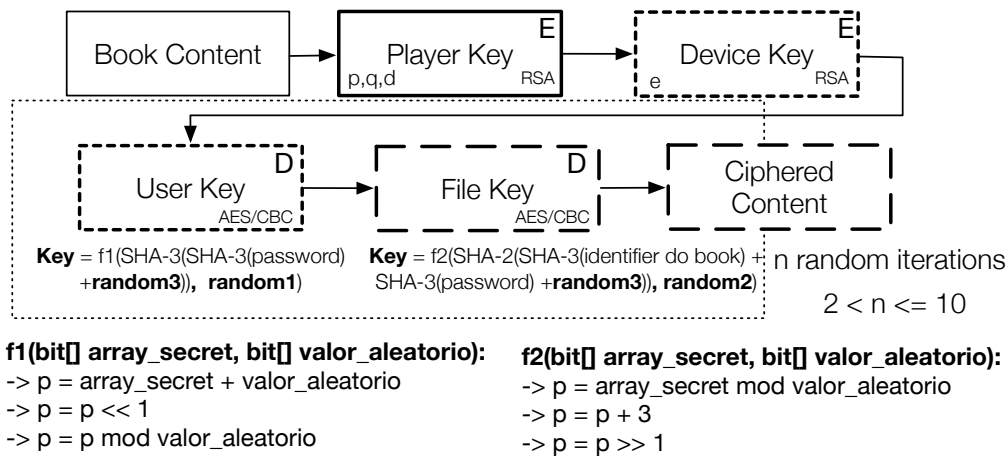 Book Content
E
Player Key
p,q,d
RSA
E
Device Key
e
RSA
D
User Key
AES/CBC
D
File Key
AES/CBC
Ciphered
Content
Key = f1(SHA-3(SHA-3(password)
+random3)), random1)
Key = f2(SHA-2(SHA-3(identifier do book) +
SHA-3(password) +random3)), random2)
n random iterations
2 < n <= 10
f1(bit[] array_secret, bit[] valor_aleatorio):
-> p = array_secret + valor_aleatorio
-> p = p << 1
-> p = p mod valor_aleatorio
f2(bit[] array_secret, bit[] valor_aleatorio):
-> p = array_secret mod valor_aleatorio
-> p = p + 3
-> p = p >> 1